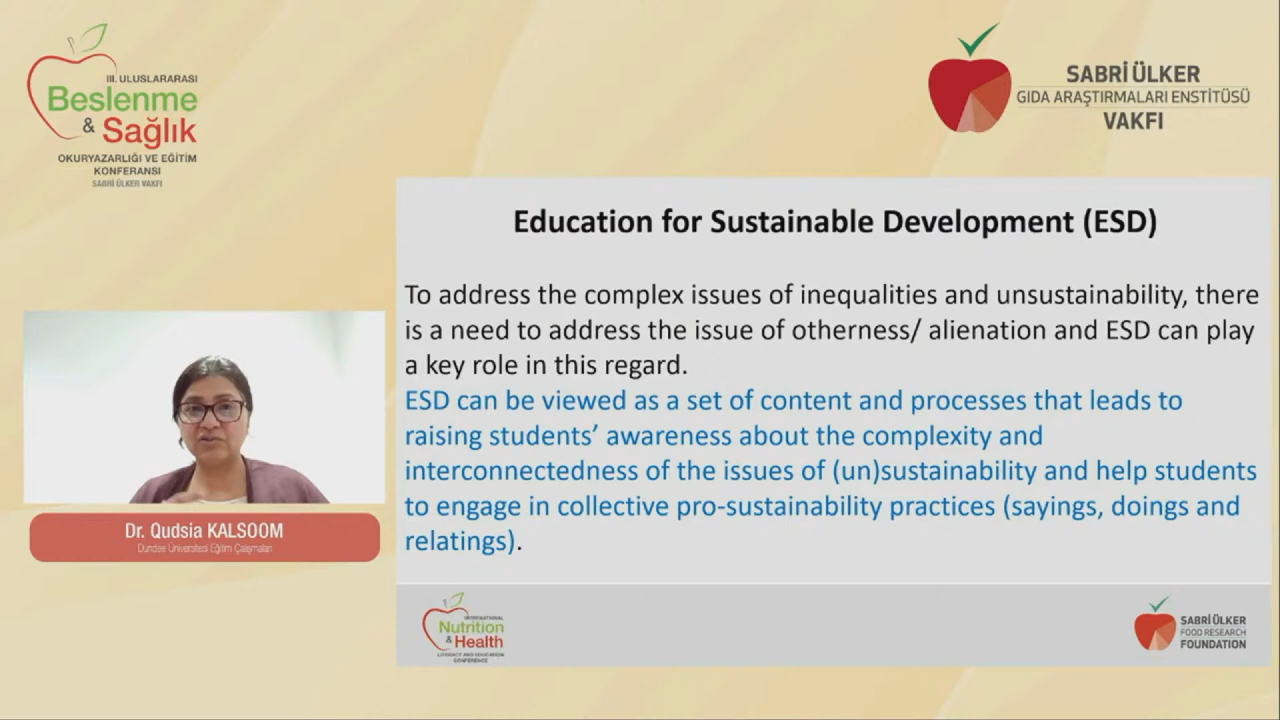 III. ULUSLARARASI
Beslenme
& Sağlık
OKURYAZARLIĞI VE EĞİTİM
KONFERANSI
SABRİ ÜLKER VAKFI
SABRİ ÜLKER
GIDA ARAŞTIRMALARI ENSTİTÜSÜ
VAKFI
Education for Sustainable Development (ESD)
To address the complex issues of inequalities and unsustainability, there
is a need to address the issue of otherness/ alienation and ESD can play
a key role in this regard.
ESD can be viewed as a set of content and processes that leads to
raising students’ awareness about the complexity and
interconnectedness of the issues of (un)sustainability and help students
to engage in collective pro-sustainability practices (sayings, doings and
relatings).
Dr. Qudsia KALSOOM
Dundee Üniversitesi Eğitim Çalışmaları
INTERNATIONAL
Nutrition
& Health
LITERACY AND EDUCATION
CONFERENCE
SABRİ ÜLKER
FOOD RESEARCH
FOUNDATION